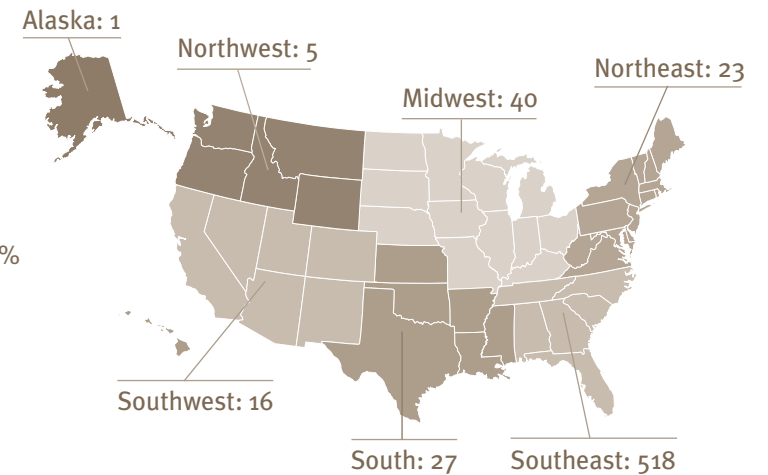 Alaska: 1
Northwest: 5
Northeast: 23
Midwest: 40
%
Southwest: 16
South: 27
Southeast: 518